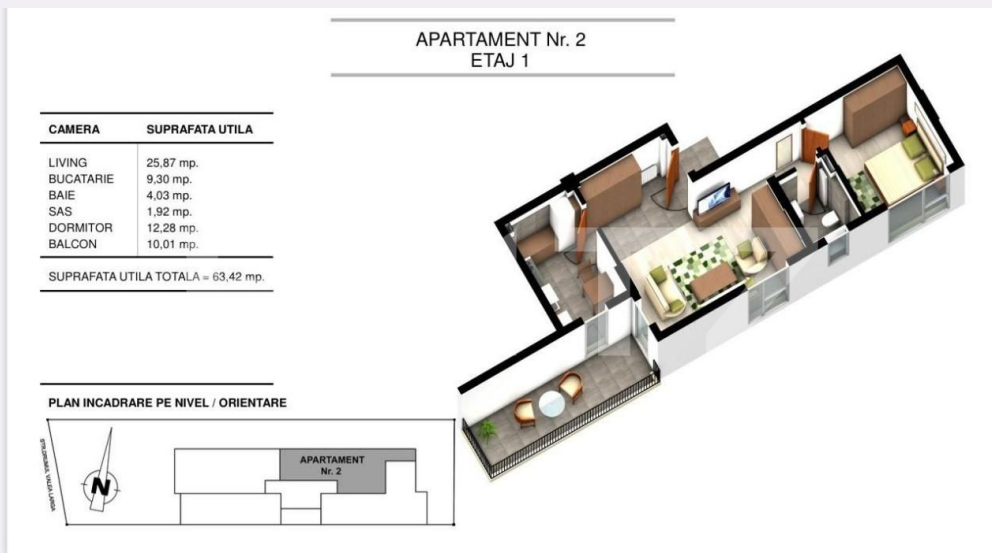 APARTAMENT Nr. 2
ETAJ 1
CAMERA SUPRAFATA UTILA
LIVING 25,87 mp.
BUCATARIE 9,30 mp.
BAIE 4,03 mp.
SAS 1,92 mp.
DORMITOR 12,28 mp.
BALCON 10,01 mp.
SUPRAFATA UTILA TOTALA = 63,42 mp.
PLAN INCADRARE PE NIVEL / ORIENTARE
APARTAMENT
Nr. 2
N